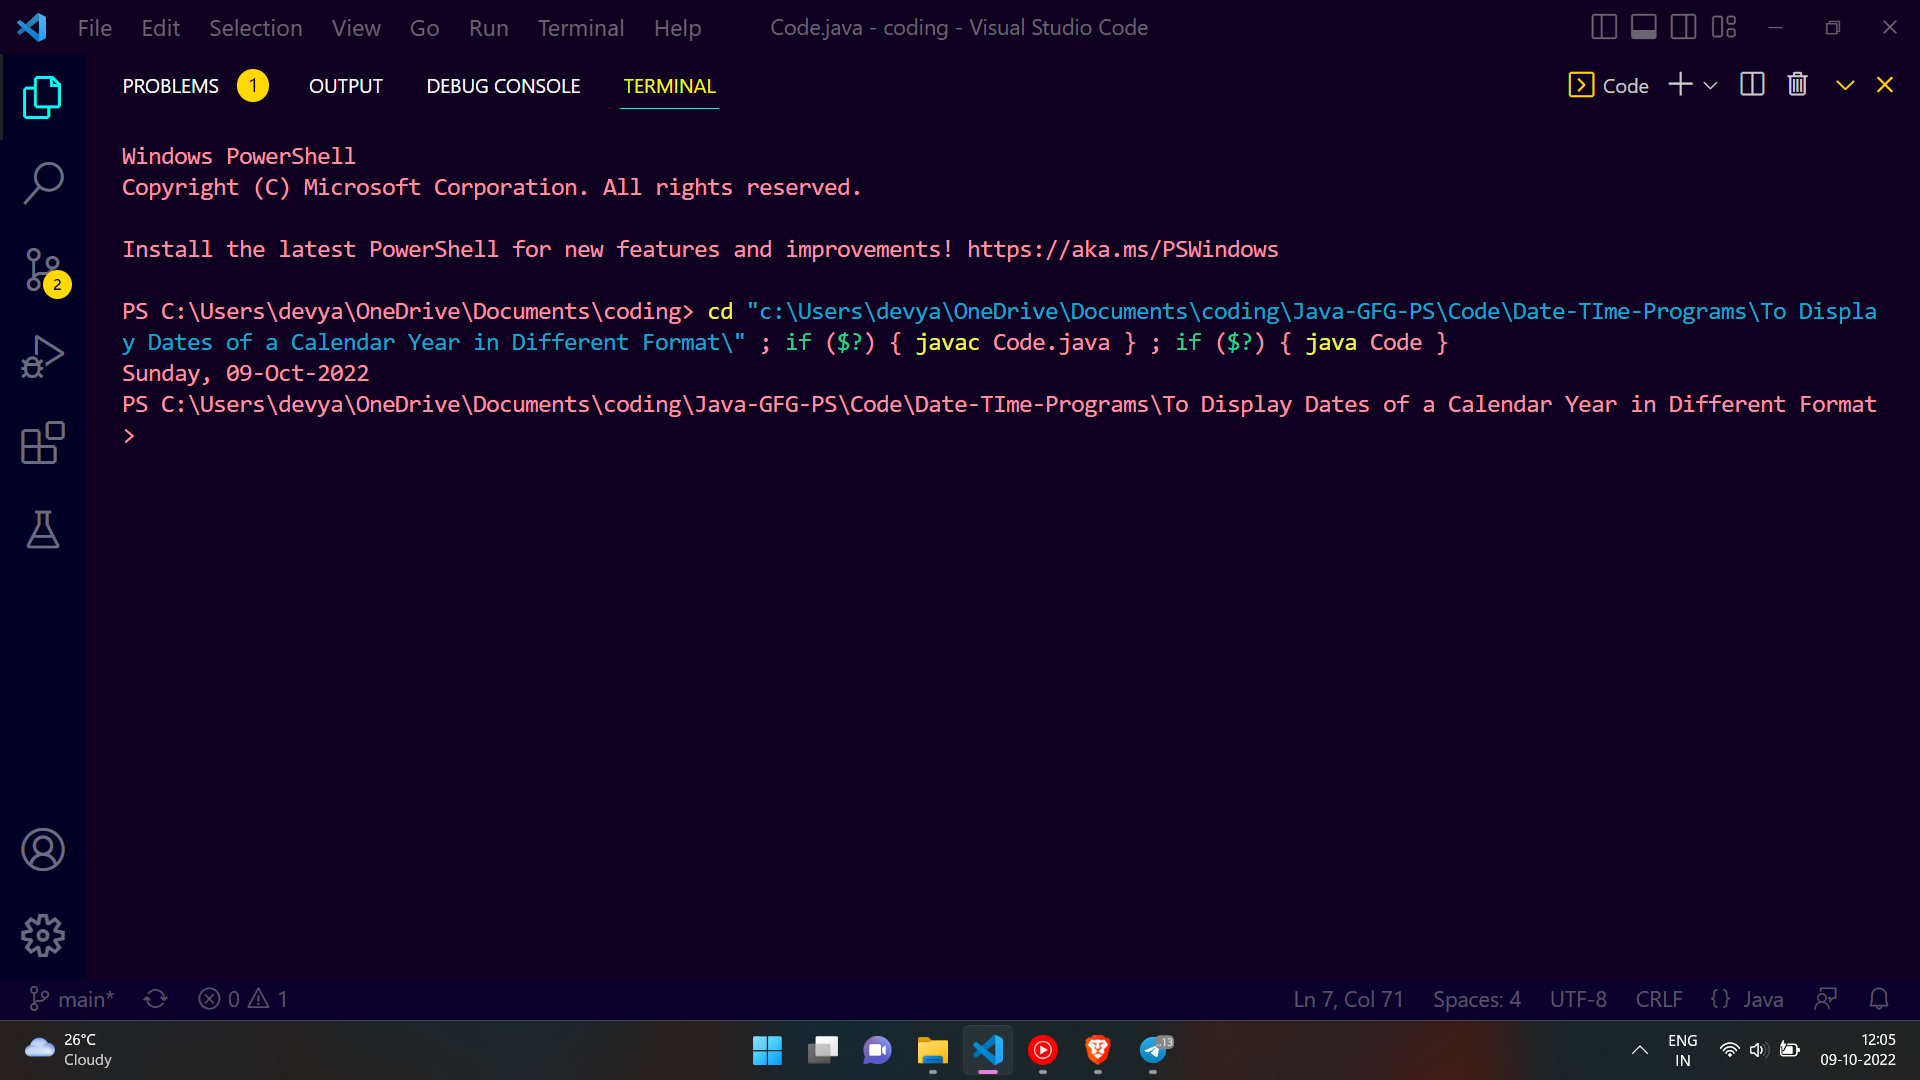 File Edit Selection View Go Run Terminal Help Code.java - coding - Visual Studio Code
PROBLEMS 1 OUTPUT DEBUG CONSOLE TERMINAL Code
Windows PowerShell
Copyright (C) Microsoft Corporation. All rights reserved.
Install the latest PowerShell for new features and improvements! https://aka.ms/PSWindows
2
PS C:\Users\devya\OneDrive\Documents\coding> cd "c:\Users\devya\OneDrive\Documents\coding\Java-GFG-PS\Code\Date-TIme-Programs\To Displa
y Dates of a Calendar Year in Different Format\" ; if ($?) { javac Code.java } ; if ($?) { java Code }
Sunday, 09-Oct-2022
PS C:\Users\devya\OneDrive\Documents\coding\Java-GFG-PS\Code\Date-TIme-Programs\To Display Dates of a Calendar Year in Different Format
>
main* 0 1 Ln 7, Col 71 Spaces: 4 UTF-8 CRLF {} Java
26°C
Cloudy
13
ENG
IN
12:05
09-10-2022